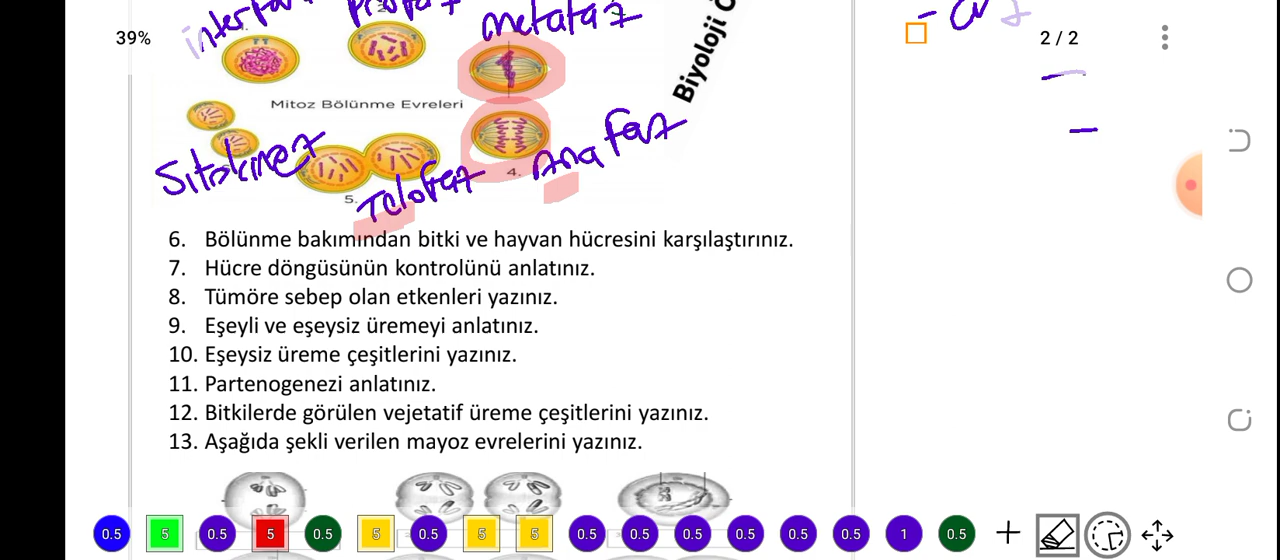 interfaz
profaz
metafaz
- arz
39%
2 / 2
Biyoloji Ö
Mitoz Bölünme Evreleri
Sitokinez
Anafaz
4.
Telofaz
5.
6. Bölünme bakımından bitki ve hayvan hücresini karşılaştırınız.
7. Hücre döngüsünün kontrolünü anlatınız.
8. Tümöre sebep olan etkenleri yazınız.
9. Eşeyli ve eşeysiz üremeyi anlatınız.
10. Eşeysiz üreme çeşitlerini yazınız.
11. Partenogenezi anlatınız.
12. Bitkilerde görülen vejetatif üreme çeşitlerini yazınız.
13. Aşağıda şekli verilen mayoz evrelerini yazınız.
0.5 5 0.5 5 0.5 5 0.5 5 5 0.5 0.5 0.5 0.5 0.5 0.5 1 0.5